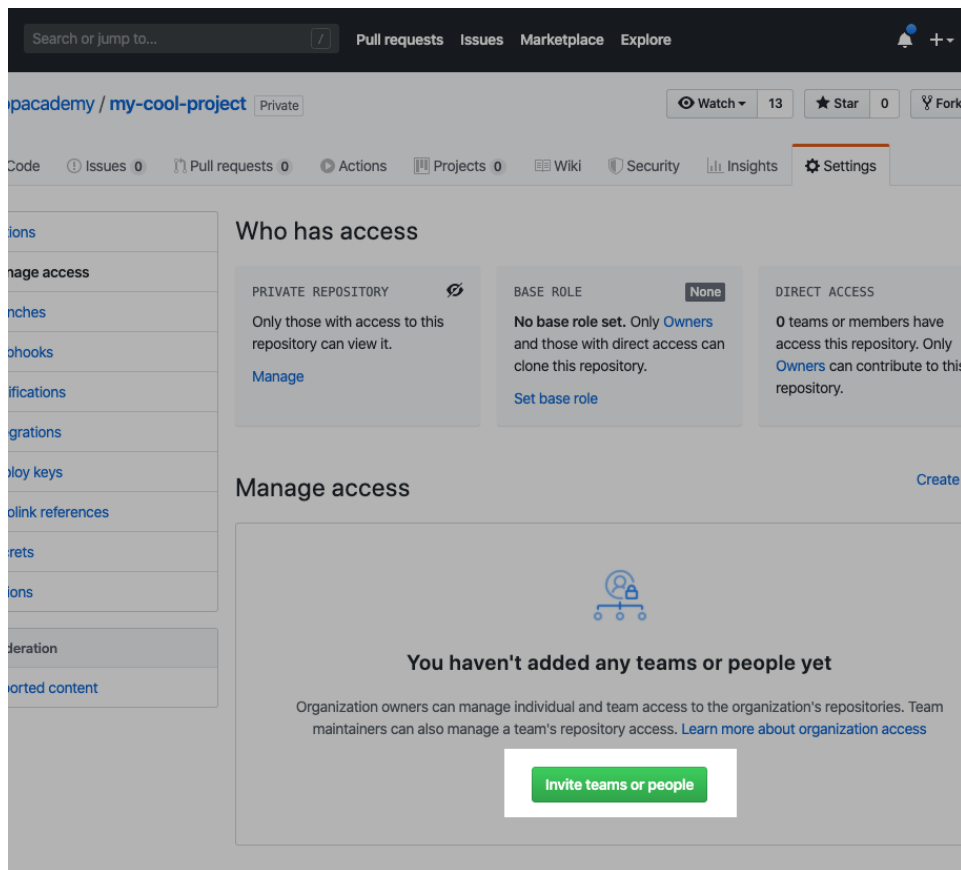 Search or jump to... /
Pull requests Issues Marketplace Explore
opacademy / my-cool-project Private
Watch 13 Star 0 Fork
Code Issues 0 Pull requests 0 Actions Projects 0 Wiki Security Insights Settings
Who has access
nage access
PRIVATE REPOSITORY
Only those with access to this
repository can view it.
Manage
BASE ROLE None
No base role set. Only Owners
and those with direct access can
clone this repository.
Set base role
DIRECT ACCESS
0 teams or members have
access this repository. Only
Owners can contribute to this
repository.
tions
nches
ohooks
ifications
grations
oloy keys
olink references
crets
ions
deration
ported content
Manage access
Create
You haven't added any teams or people yet
Organization owners can manage individual and team access to the organization's repositories. Team
maintainers can also manage a team's repository access. Learn more about organization access
Invite teams or people